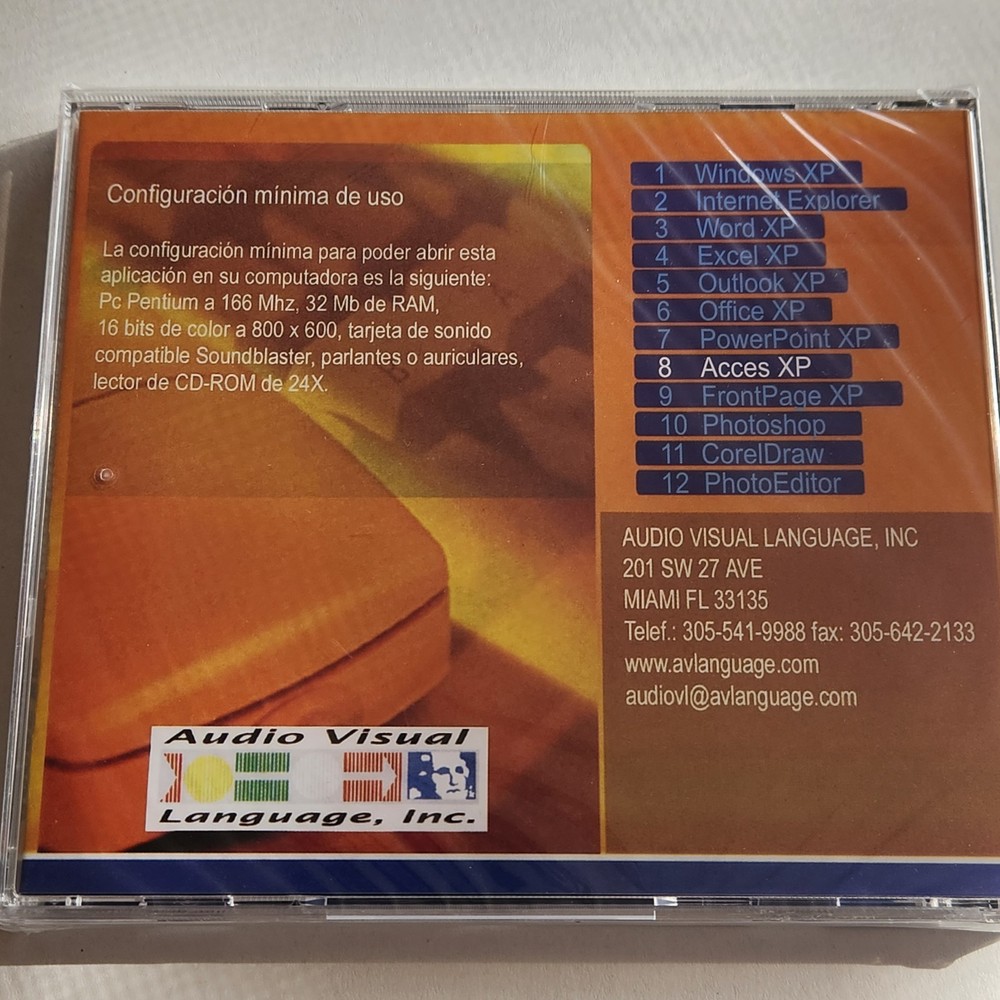 Configuración mínima de uso
La configuración mínima para poder abrir esta
aplicación en su computadora es la siguiente:
Pc Pentium a 166 Mhz, 32 Mb de RAM,
16 bits de color a 800 x 600, tarjeta de sonido
compatible Soundblaster, parlantes o auriculares,
lector de CD-ROM de 24X.
1 Windows XP
2 Internet Explorer
3 Word XP
4 Excel XP
5 Outlook XP
6 Office XP
7 PowerPoint XP
8 Acces XP
9 FrontPage XP
10 Photoshop
11 CorelDraw
12 PhotoEditor
AUDIO VISUAL LANGUAGE, INC
201 SW 27 AVE
MIAMI FL 33135
Telef.: 305-541-9988 fax: 305-642-2133
www.avlanguage.com
audiovl@avlanguage.com
Audio Visual
Language, Inc.